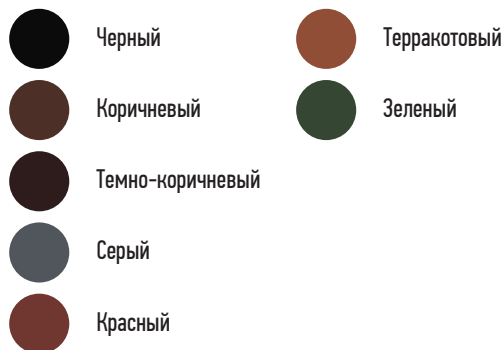 Черный
Коричневый
Темно-коричневый
Серый
Красный
Терракотовый
Зеленый